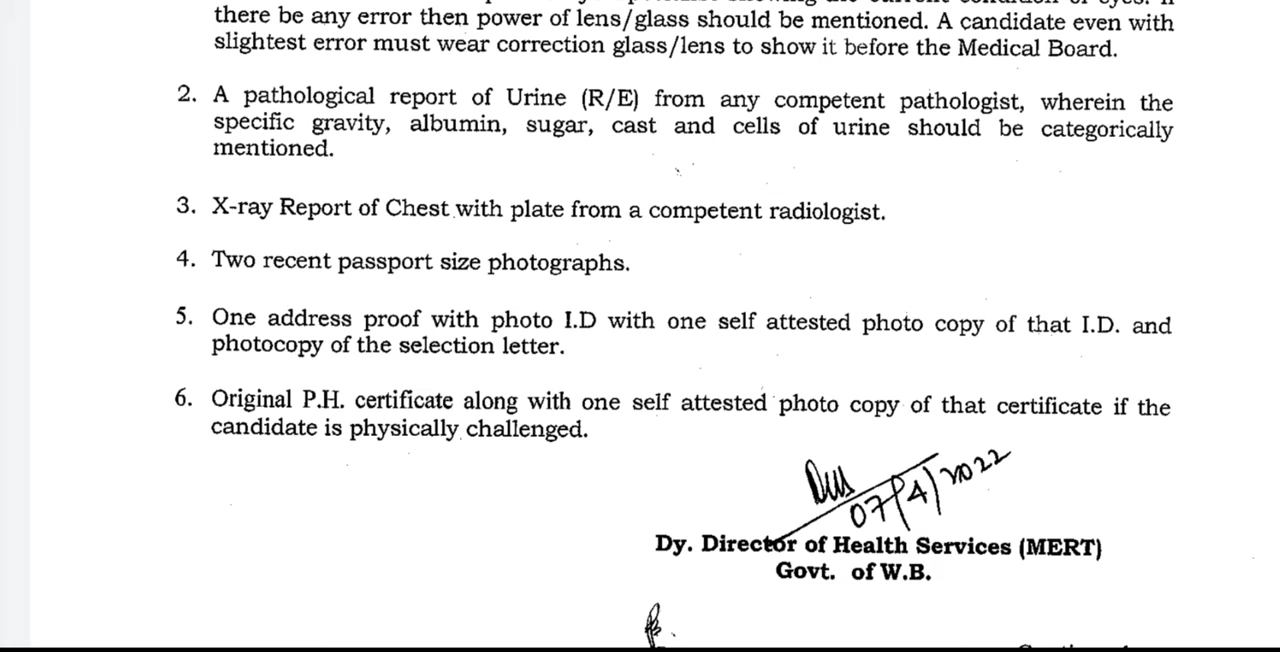 there be any error then power of lens/glass should be mentioned. A candidate even with
slightest error must wear correction glass/lens to show it before the Medical Board.
2. A pathological report of Urine (R/E) from any competent pathologist, wherein the
specific gravity, albumin, sugar, cast and cells of urine should be categorically
mentioned.
3. X-ray Report of Chest with plate from a competent radiologist.
4. Two recent passport size photographs.
5. One address proof with photo I.D with one self attested photo copy of that I.D. and
photocopy of the selection letter.
6. Original P.H. certificate along with one self attested photo copy of that certificate if the
candidate is physically challenged.
07/4/2022
Dy. Director of Health Services (MERT)
Govt. of W.B.